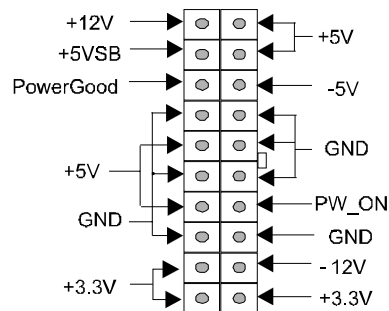 +12V
+5V
+5VSB
PowerGood
-5V
GND
+5V
PW_ON
GND
GND
-12V
+3.3V
+3.3V